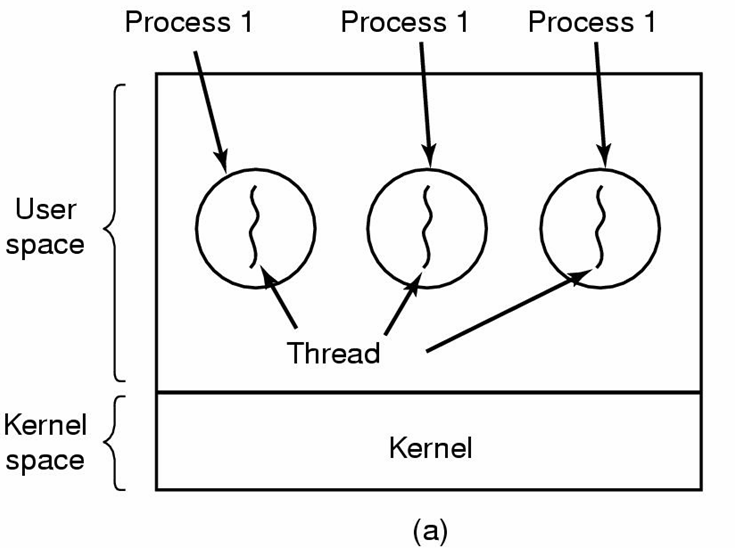 Process 1
Process 1
Process 1
User
space
Thread
Kernel
space
Kernel
(a)